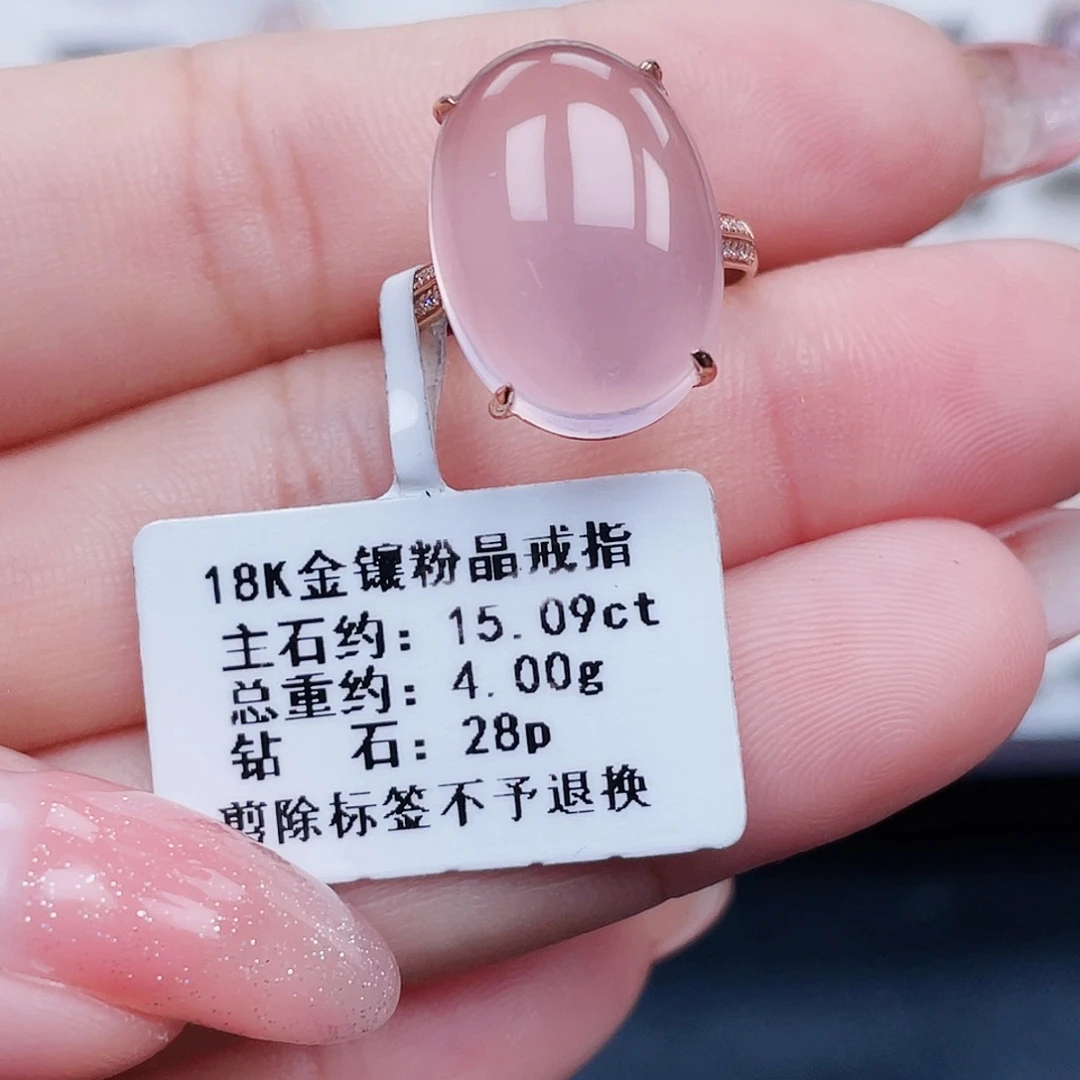 18K金镶粉晶戒指
主石约：15.09ct
总重约：4.00g
钻 石：28p
剪除标签不予退换